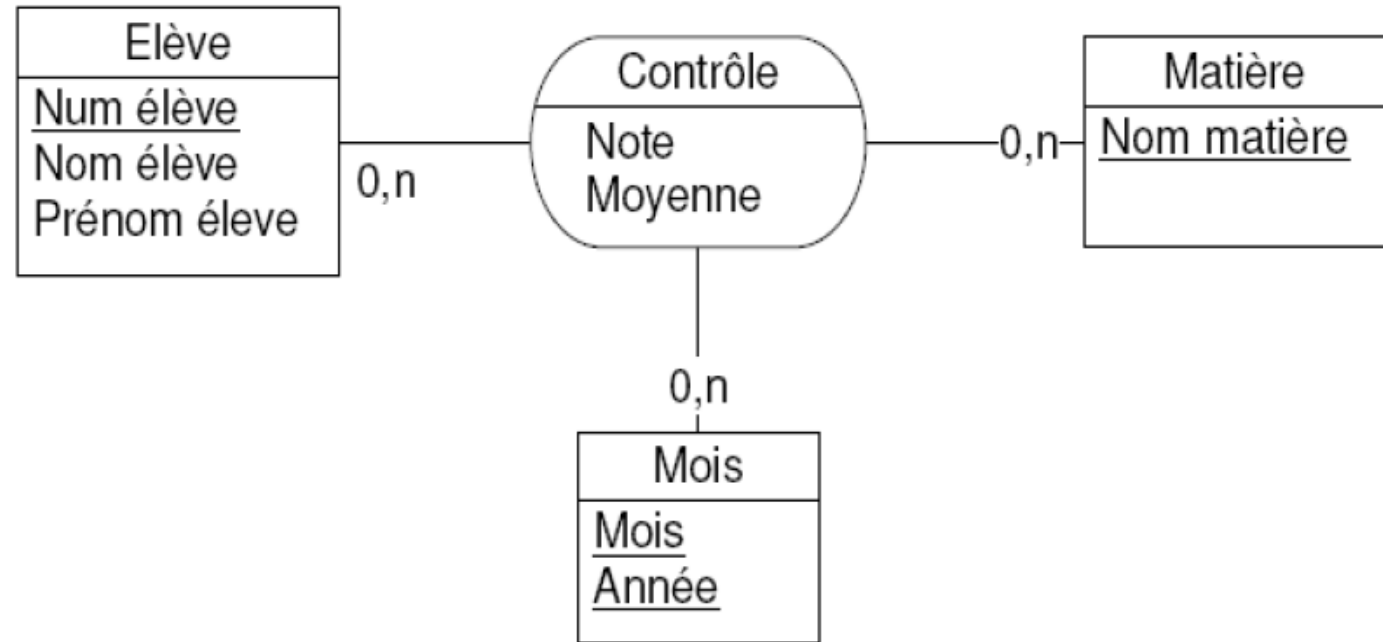 Elève
Num élève
Nom élève
Prénom éleve
0,n
Contrôle
Note
Moyenne
0,n
Matière
Nom matière
0,n
Mois
Mois
Année